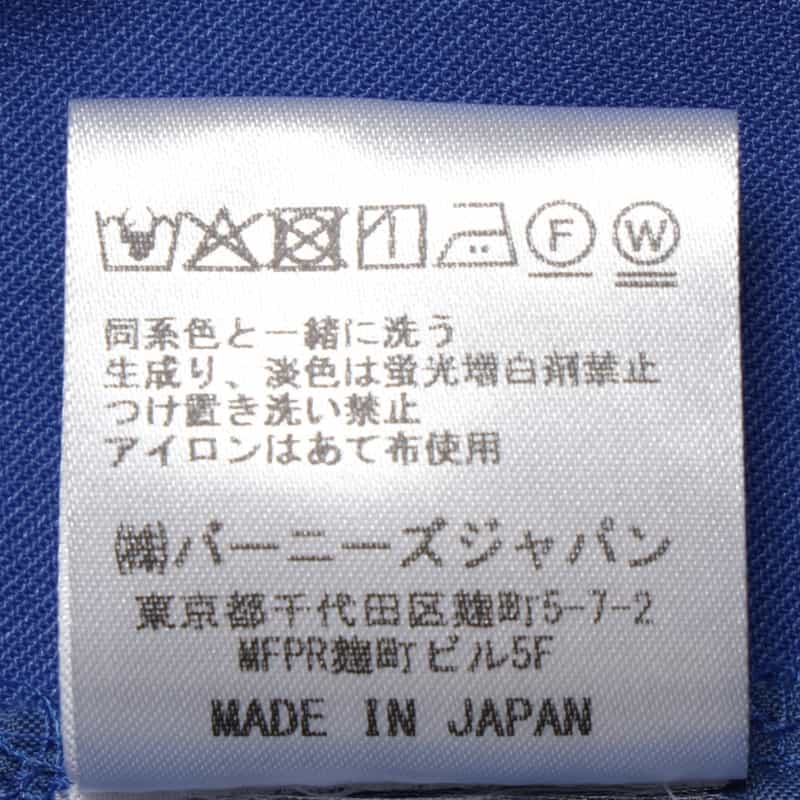 F W
同系色と一緒に洗う
生成り、淡色は蛍光増白剤禁止
つけ置き洗い禁止
アイロンはあて布使用
㈱バーニーズジャパン
東京都千代田区麹町5-7-2
MFPR麹町ビル5F
MADE IN JAPAN